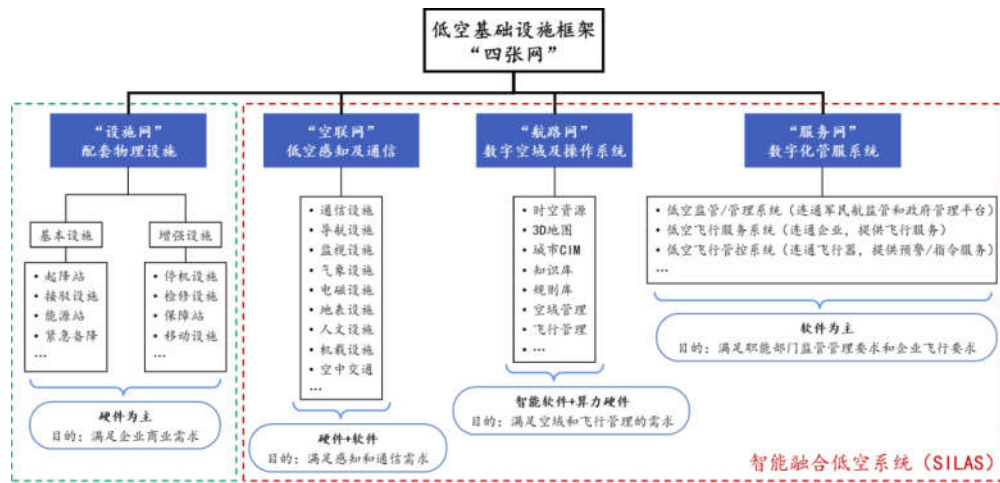 低空基础设施框架
“四张网”
“设施网”
配套物理设施
基本设施
• 起降站
• 接驳设施
• 能源站
• 紧急备降
…
增强设施
• 停机设施
• 检修设施
• 保障站
• 移动设施
…
硬件为主
目的：满足企业商业需求
“空联网”
低空感知及通信
• 通信设施
• 导航设施
• 监视设施
• 气象设施
• 电磁设施
• 地表设施
• 人文设施
• 机载设施
• 空中交通
…
硬件+软件
目的：满足感知和通信需求
“航路网”
数字空域及操作系统
• 时空资源
• 3D地图
• 城市CIM
• 知识库
• 规则库
• 空域管理
• 飞行管理
• …
智能软件+算力硬件
目的：满足空域和飞行管理的需求
“服务网”
数字化管服系统
• 低空监管/管理系统（连通军民航监管和政府管理平台）
• 低空飞行服务系统（连通企业，提供飞行服务）
• 低空飞行管控系统（连通飞行器，提供预警/指令服务）
…
软件为主
目的：满足职能部门监管管理要求和企业飞行要求
智能融合低空系统（SILAS）